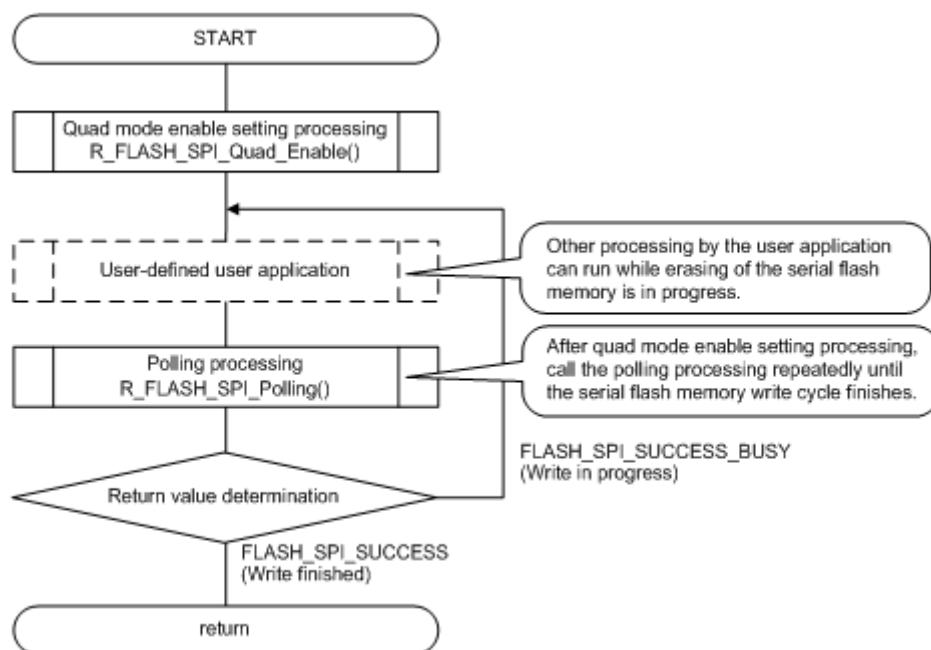 START
Quad mode enable setting processing
R_FLASH_SPI_Quad_Enable()
User-defined user application
Other processing by the user application
can run while erasing of the serial flash
memory is in progress.
Polling processing
R_FLASH_SPI_Polling()
After quad mode enable setting processing,
call the polling processing repeatedly until
the serial flash memory write cycle finishes.
FLASH_SPI_SUCCESS_BUSY
(Write in progress)
Return value determination
FLASH_SPI_SUCCESS
(Write finished)
return